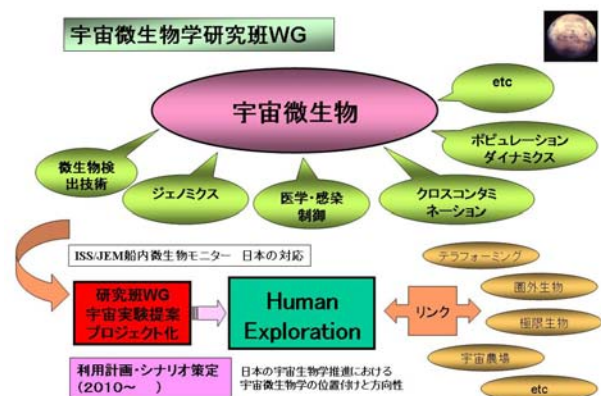 宇宙微生物学研究班WG
宇宙微生物
etc
ポピュレーション
ダイナミクス
微生物検
出技術
ジェノミクス
医学・感染
制御
クロスコンタミ
ネーション
ISS/JEM船内微生物モニター 日本の対応
テラフォーミング
研究班WG
宇宙実験提案
プロジェクト化
Human
Exploration
リンク
圏外生物
極限生物
宇宙農場
利用計画・シナリオ策定
(2010～ )
日本の宇宙生物学推進における
宇宙微生物学の位置付けと方向性
etc